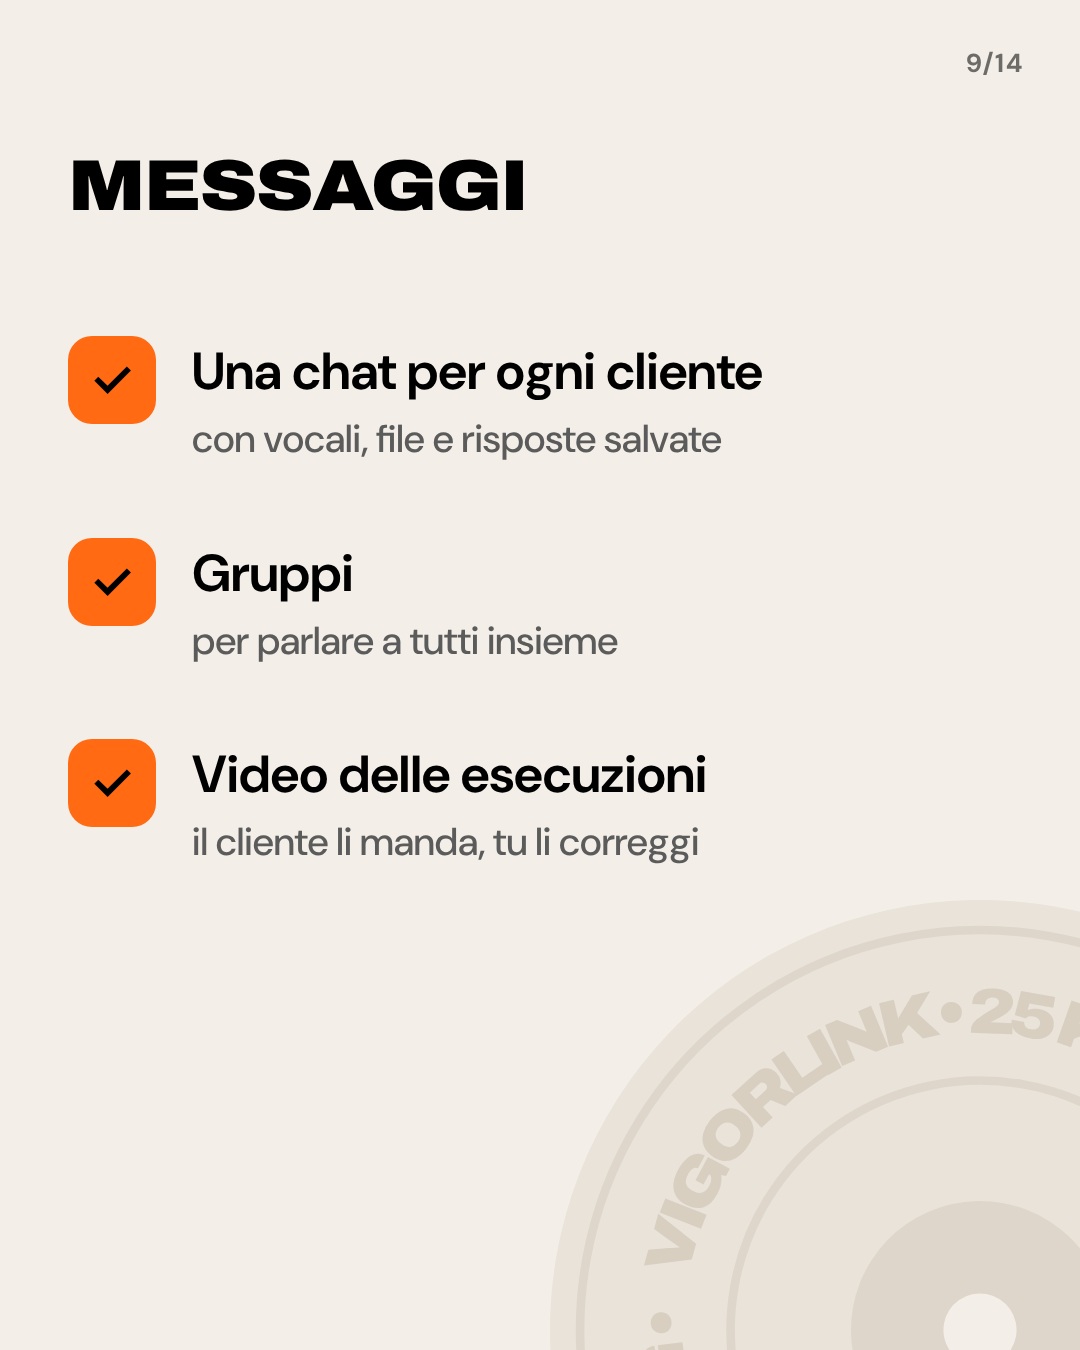 9/14
MESSAGGI
Una chat per ogni cliente
con vocali, file e risposte salvate
Gruppi
per parlare a tutti insieme
Video delle esecuzioni
il cliente li manda, tu li correggi
VIGORLINK • 25